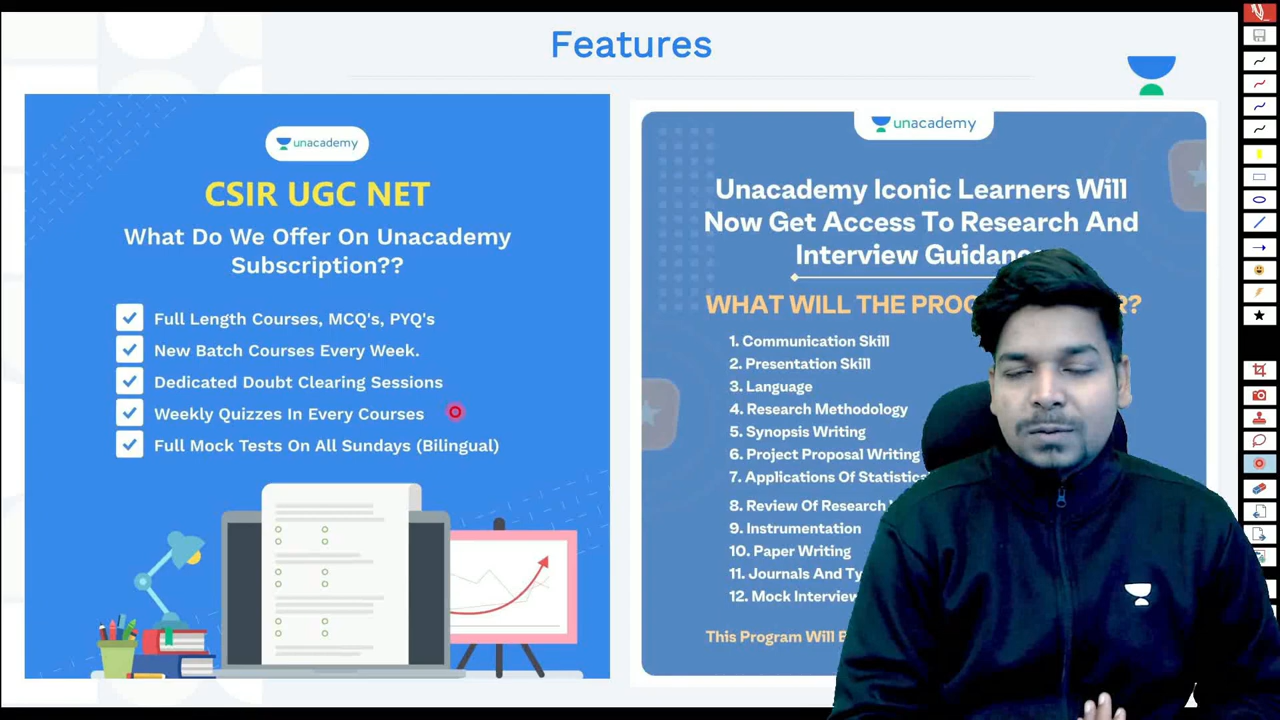 Features
unacademy
CSIR UGC NET
What Do We Offer On Unacademy
Subscription??
Full Length Courses, MCQ's, PYQ's
New Batch Courses Every Week.
Dedicated Doubt Clearing Sessions
Weekly Quizzes In Every Courses
Full Mock Tests On All Sundays (Bilingual)
unacademy
Unacademy Iconic Learners Will
Now Get Access To Research And
Interview Guidance
WHAT WILL THE
1. Communication Skill
2. Presentation Skill
3. Language
4. Research Methodology
5. Synopsis Writing
6. Project Proposal Writing
7. Applications Of
8. Review Of Research
9. Instrumentation
10. Paper Writing
11. Journals And
12. Mock Interview
This Program Will